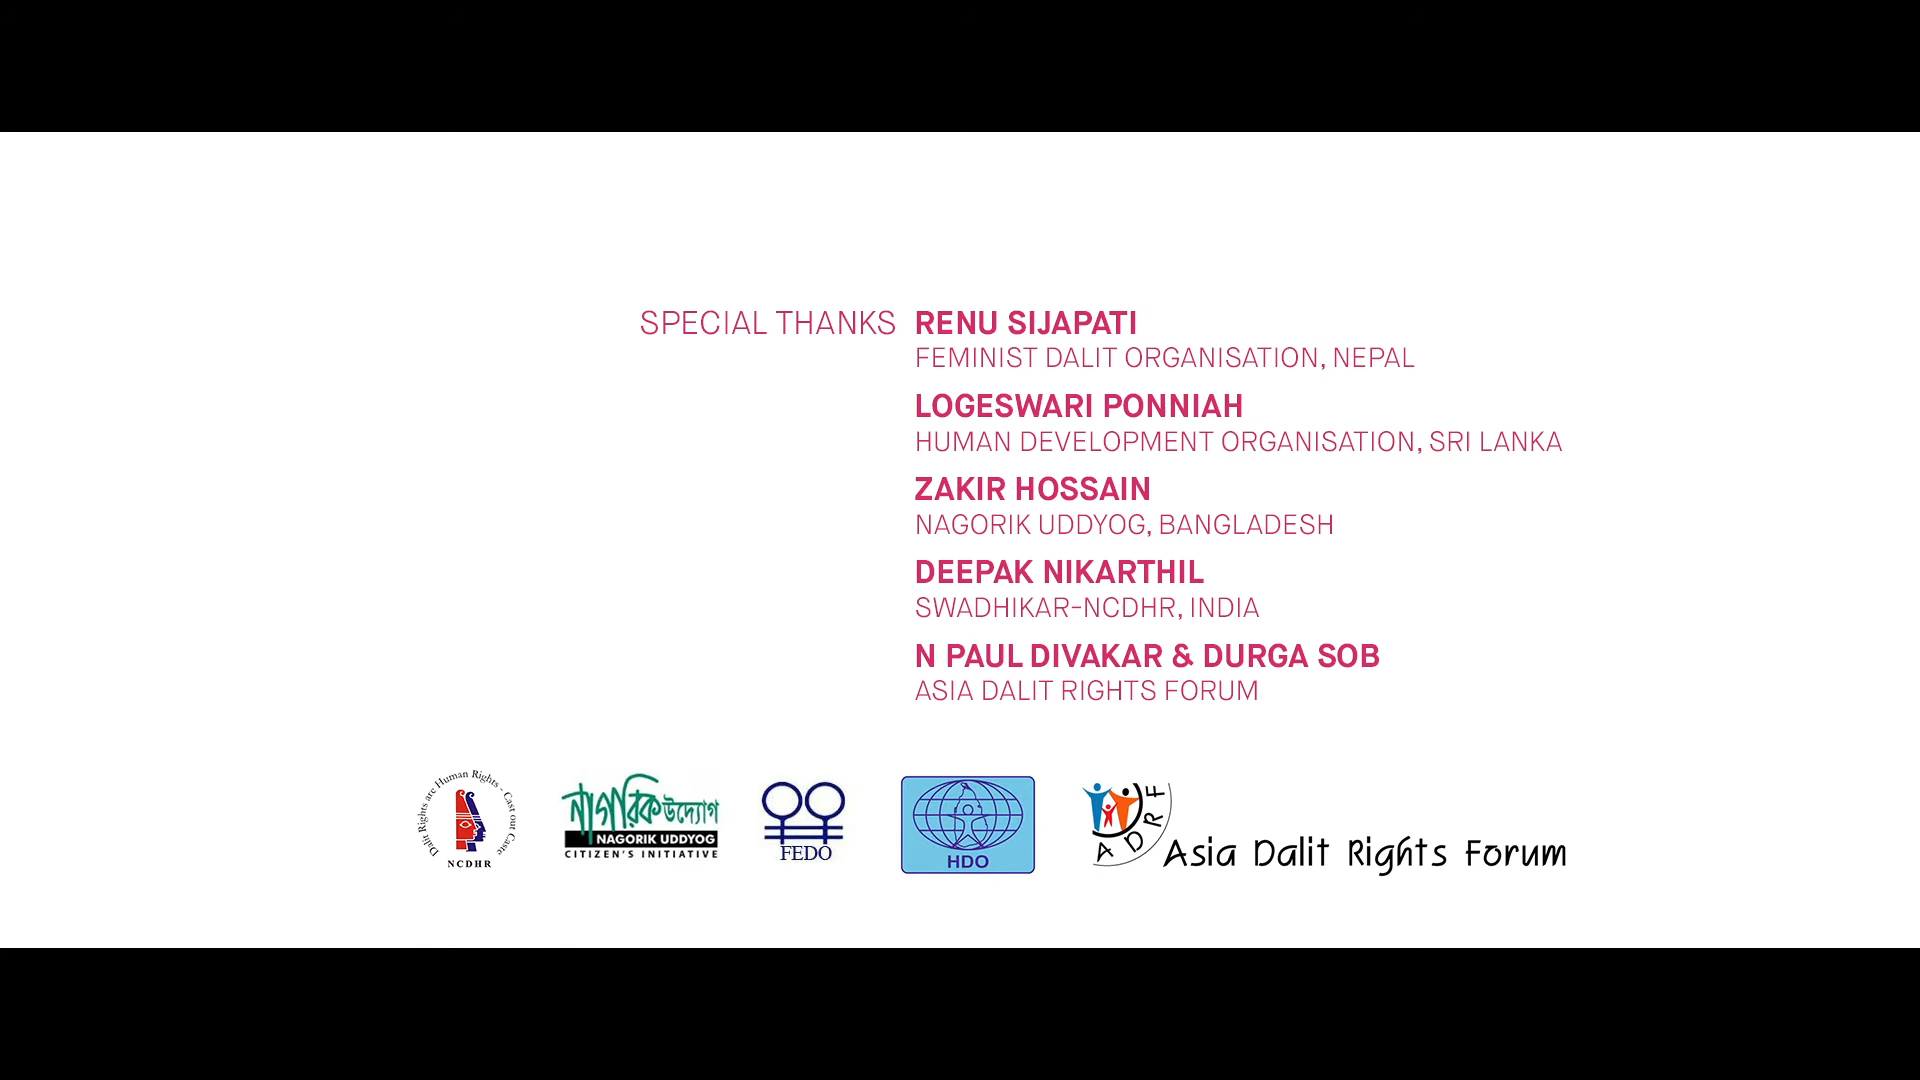 SPECIAL THANKS RENU SIJAPATI
FEMINIST DALIT ORGANISATION, NEPAL
LOGESWARI PONNIAH
HUMAN DEVELOPMENT ORGANISATION, SRI LANKA
ZAKIR HOSSAIN
NAGORIK UDDYOG, BANGLADESH
DEEPAK NIKARTHIL
SWADHIKAR-NCDHR, INDIA
N PAUL DIVAKAR & DURGA SOB
ASIA DALIT RIGHTS FORUM
Dalit Rights are Human Rights - Cast out Caste
NCDHR
নাগরিক উদ্যোগ
NAGORIK UDDYOG
CITIZEN'S INITIATIVE
FEDO
HDO
ADRF
Asia Dalit Rights Forum